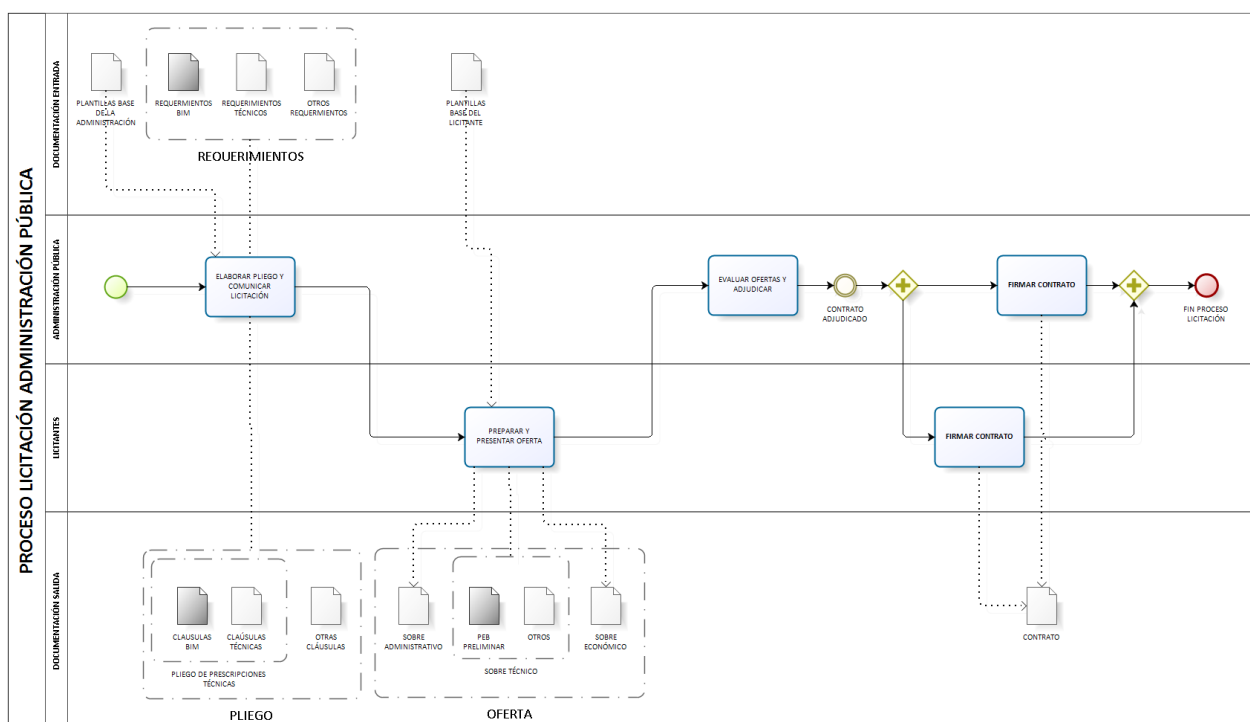 PROCESO LICITACIÓN ADMINISTRACIÓN PÚBLICA
DOCUMENTACIÓN ENTRADA
PLANTILLAS BASE
DE LA
ADMINISTRACIÓN
REQUERMIENTOS
BIM
REQUERIMIENTOS
TÉCNICOS
OTROS
REQUERMIENTOS
REQUERIMIENTOS
PLANTILLAS
BASE DEL
LICITANTE
ADMINISTRACIÓN PÚBLICA
ELABORAR PLIEGO Y
COMUNICAR
LICITACIÓN
EVALUAR OFERTAS Y
ADJUDICAR
CONTRATO
ADJUDICADO
FIRMAR CONTRATO
FIN PROCESO
LICITACIÓN
LICITANTES
PREPARAR Y
PRESENTAR OFERTA
FIRMAR CONTRATO
DOCUMENTACIÓN SALIDA
CLAUSULAS
BIM
CLAÚSULAS
TÉCNICAS
OTRAS
CLÁUSULAS
PLIEGO DE PRESCRIPCIONES
TÉCNICAS
PLIEGO
SOBRE
ADMINISTRATIVO
PEB
PRELIMINAR
OTROS
SOBRE
ECONÓMICO
SOBRE TÉCNICO
OFERTA
CONTRATO